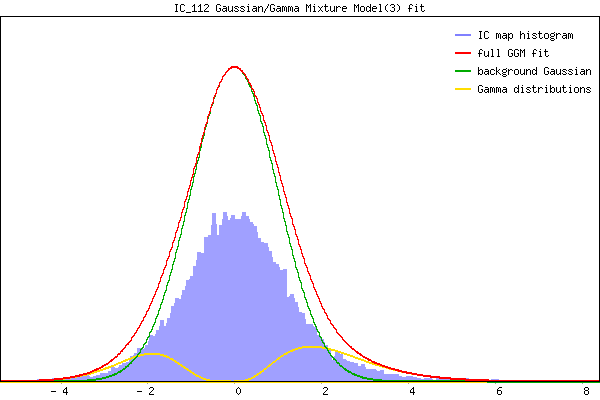 IC_112 Gaussian/Gamma Mixture Model(3) fit
IC map histogram
full GGM fit
background Gaussian
Gamma distributions
-4 -2 0 2 4 6 8